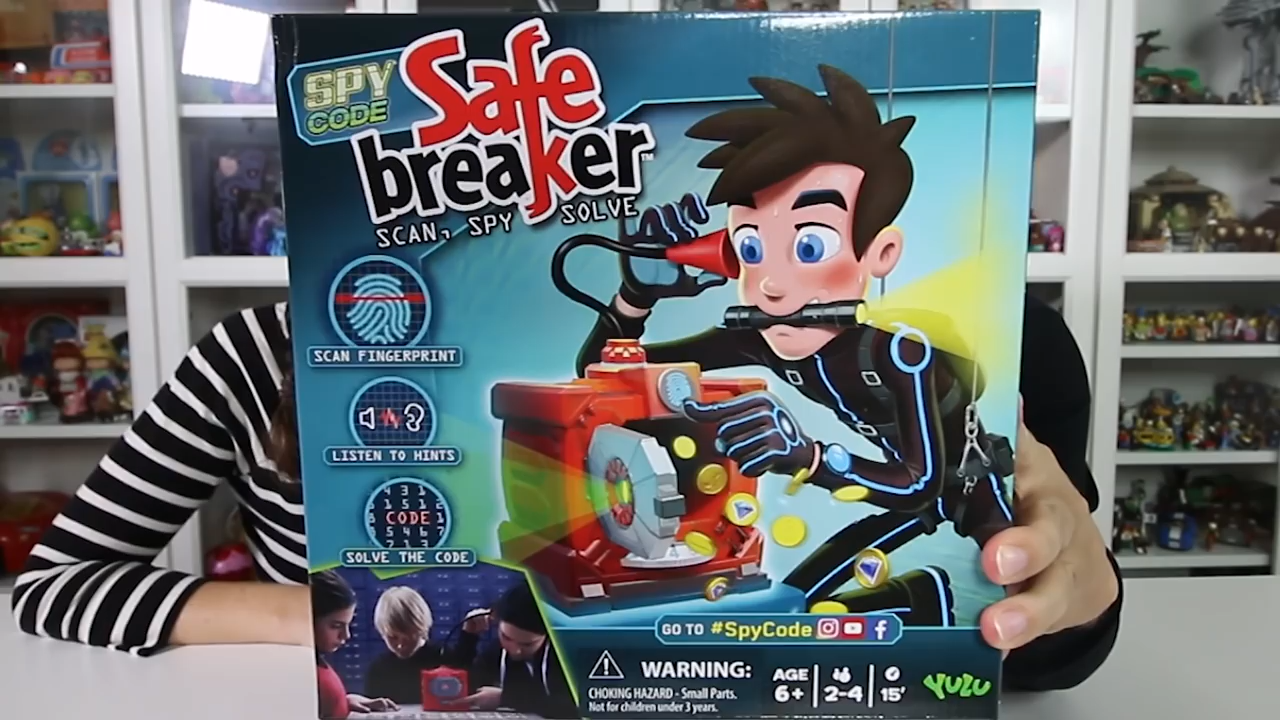 SPY
CODE
Safe
breaker™
SCAN, SPY SOLVE
SCAN FINGERPRINT
LISTEN TO HINTS
CODE
SOLVE THE CODE
GO TO #SpyCode
WARNING:
CHOKING HAZARD - Small Parts.
Not for children under 3 years.
AGE
6+
2-4
15'
YULU